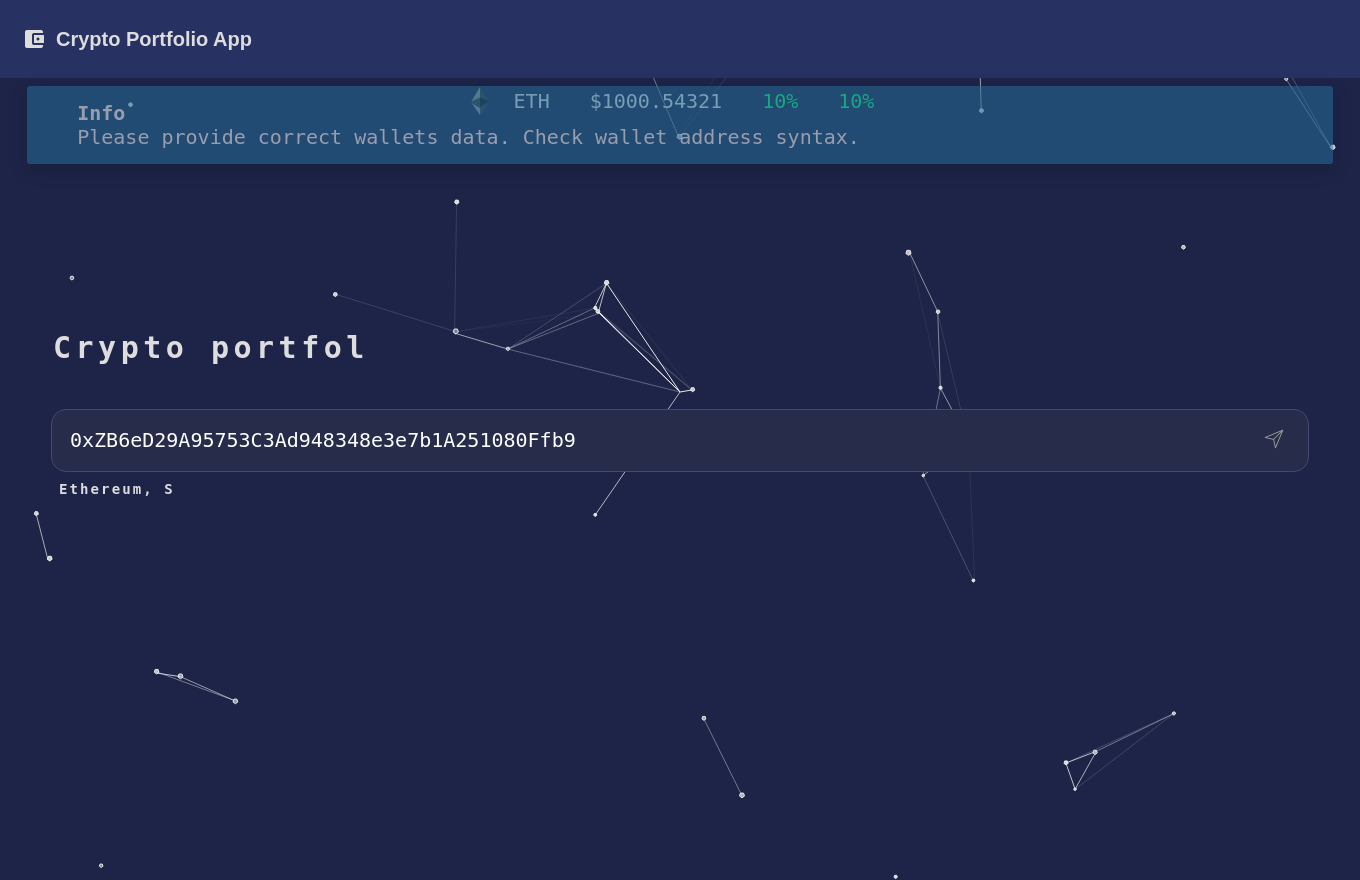 Crypto Portfolio App
ETH $1000.54321 10% 10%
Info
Please provide correct wallets data. Check wallet address syntax.
Crypto portfol
0xZB6eD29A95753C3Ad948348e3e7b1A251080Ffb9
Ethereum, S